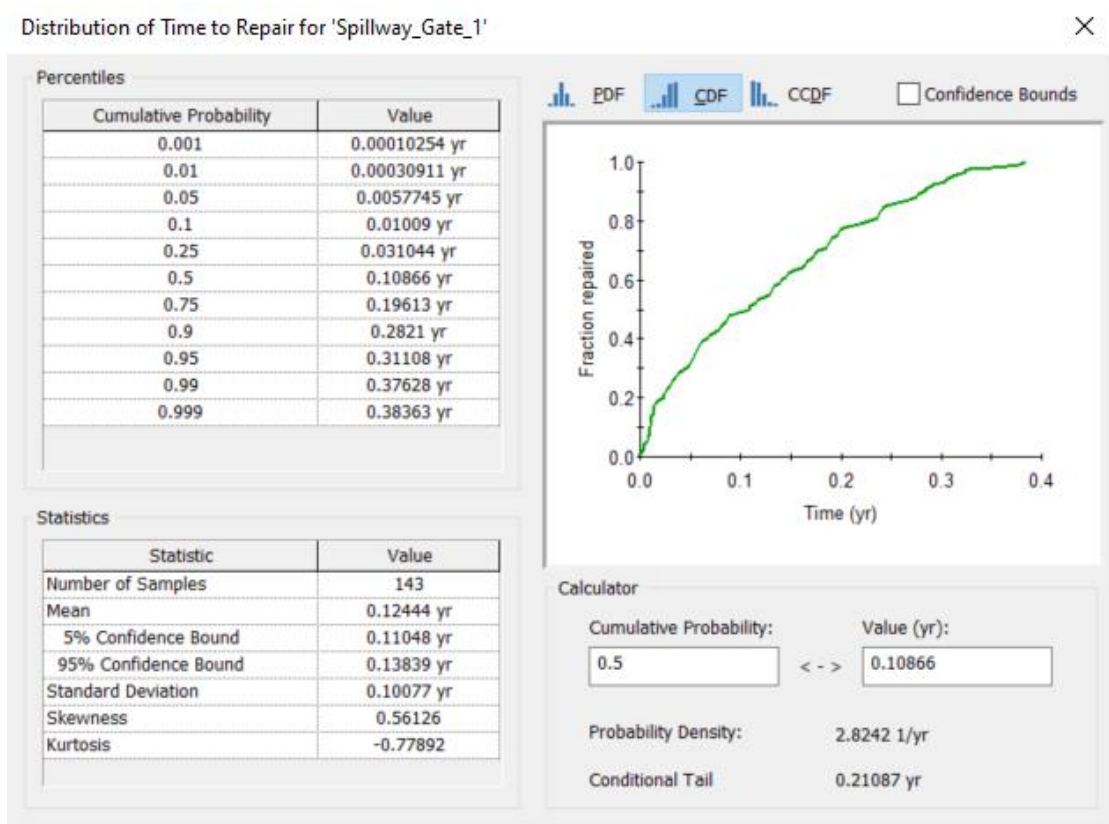 Distribution of Time to Repair for 'Spillway_Gate_1'
Percentiles
Cumulative Probability Value
0.001 0.00010254 yr
0.01 0.00030911 yr
0.05 0.0057745 yr
0.1 0.01009 yr
0.25 0.031044 yr
0.5 0.10866 yr
0.75 0.19613 yr
0.9 0.2821 yr
0.95 0.31108 yr
0.99 0.37628 yr
0.999 0.38363 yr
Statistics
Statistic Value
Number of Samples 143
Mean 0.12444 yr
5% Confidence Bound 0.11048 yr
95% Confidence Bound 0.13839 yr
Standard Deviation 0.10077 yr
Skewness 0.56126
Kurtosis -0.77892
PDF CDF CCDF Confidence Bounds
Fraction repaired
1.0
0.8
0.6
0.4
0.2
0.0
0.0 0.1 0.2 0.3 0.4
Time (yr)
Calculator
Cumulative Probability: Value (yr):
0.5 < - > 0.10866
Probability Density: 2.8242 1/yr
Conditional Tail 0.21087 yr